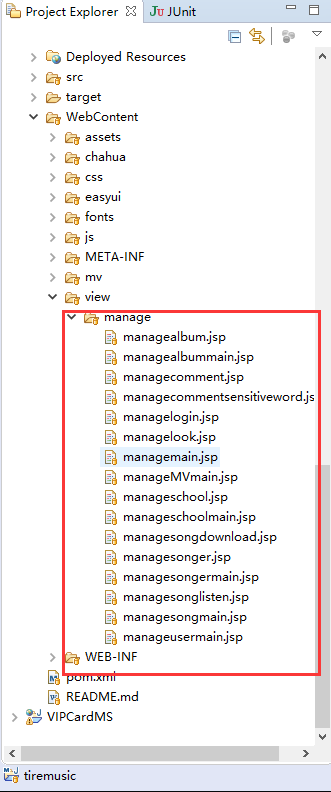 Project Explorer JUnit
Deployed Resources
src
target
WebContent
assets
chahua
css
easyui
fonts
js
META-INF
mv
view
manage
managealbum.jsp
managealbummain.jsp
managecomment.jsp
managecommentsensitiveword.js
managelogin.jsp
managelook.jsp
managemain.jsp
manageMVmain.jsp
manageschool.jsp
manageschoolmain.jsp
managesongdownload.jsp
managesonger.jsp
managesongermain.jsp
managesonglisten.jsp
managesongmain.jsp
manageusermain.jsp
WEB-INF
pom.xml
README.md
VIPCardMS
tiremusic